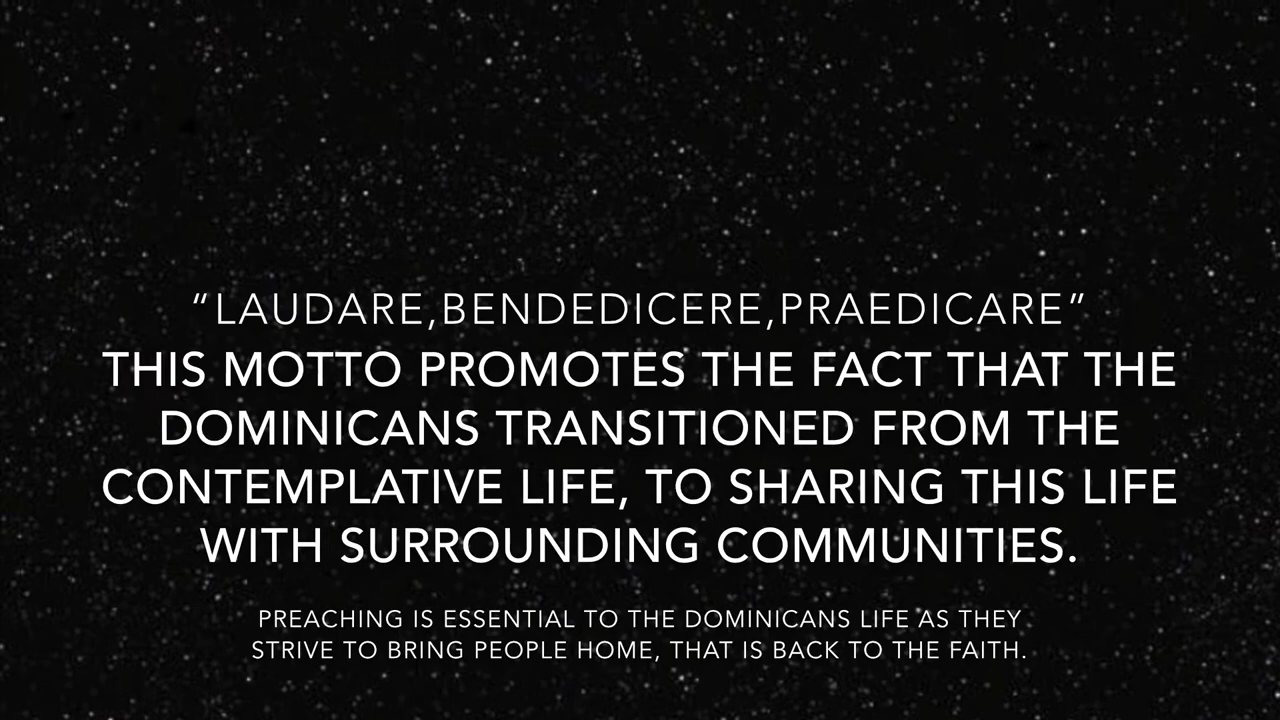 “LAUDARE,BENDEDICERE,PRAEDICARE”
THIS MOTTO PROMOTES THE FACT THAT THE
DOMINICANS TRANSITIONED FROM THE
CONTEMPLATIVE LIFE, TO SHARING THIS LIFE
WITH SURROUNDING COMMUNITIES.
PREACHING IS ESSENTIAL TO THE DOMINICANS LIFE AS THEY
STRIVE TO BRING PEOPLE HOME, THAT IS BACK TO THE FAITH.